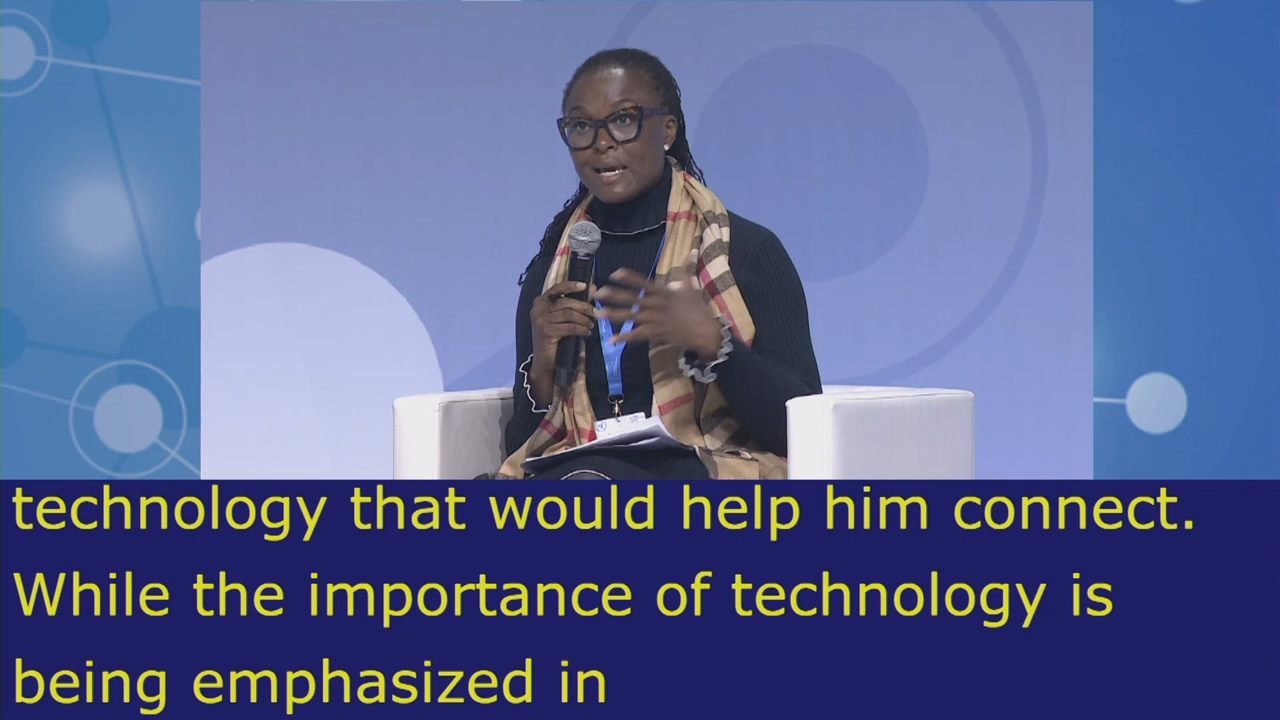 technology that would help him connect.
While the importance of technology is
being emphasized in